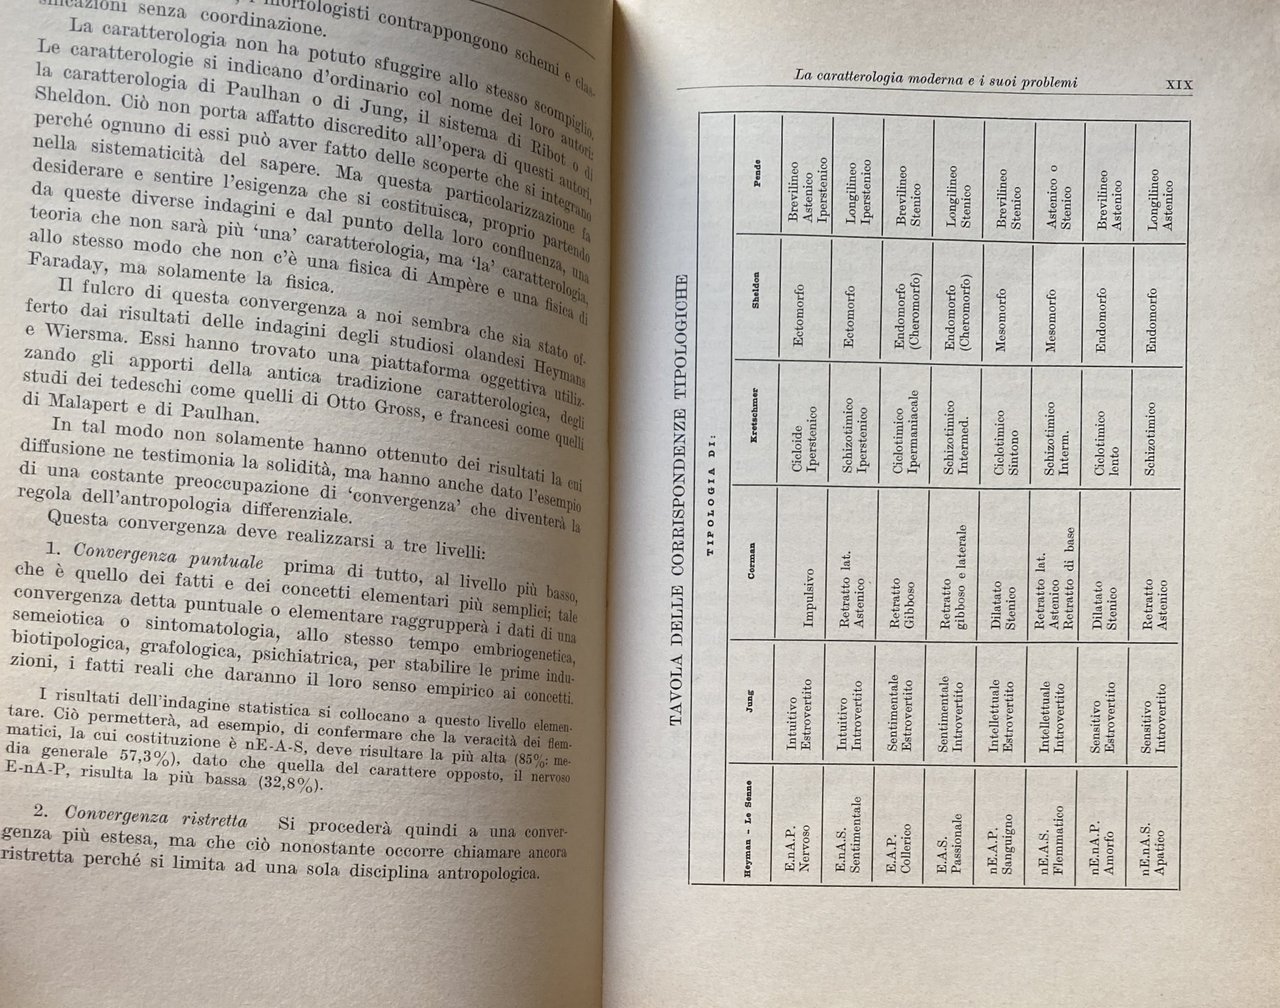 morfologisti contrappongono schemi e clas-
sificazioni senza coordinazione.
La caratterologia non ha potuto sfuggire allo stesso scompiglio.
Le caratterologie si indicano d'ordinario col nome dei loro autori:
la caratterologia di Paulhan o di Jung, il sistema di Ribot o di
Sheldon. Ciò non porta affatto discredito all'opera di questi autori,
perché ognuno di essi può aver fatto delle scoperte che si integrano
nella sistematicità del sapere. Ma questa particolarizzazione fa
desiderare e sentire l'esigenza che si costituisca, proprio partendo
da queste diverse indagini e dal punto della loro confluenza, una
teoria che non sarà più 'una' caratterologia, ma 'la' caratterologia,
allo stesso modo che non c'è una fisica di Ampère e una fisica di
Faraday, ma solamente la fisica.
Il fulcro di questa convergenza a noi sembra che sia stato of-
ferto dai risultati delle indagini degli studiosi olandesi Heymans
e Wiersma. Essi hanno trovato una piattaforma oggettiva utiliz-
zando gli apporti della antica tradizione caratterologica, degli
studi dei tedeschi come quelli di Otto Gross, e francesi come quelli
di Malapert e di Paulhan.
In tal modo non solamente hanno ottenuto dei risultati la cui
diffusione ne testimonia la solidità, ma hanno anche dato l'esempio
di una costante preoccupazione di 'convergenza' che diventerà la
regola dell'antropologia differenziale.
Questa convergenza deve realizzarsi a tre livelli:
1. Convergenza puntuale prima di tutto, al livello più basso,
che è quello dei fatti e dei concetti elementari più semplici; tale
convergenza detta puntuale o elementare raggrupperà i dati di una
semeiotica o sintomatologia, allo stesso tempo embriogenetica,
biotipologica, grafologica, psichiatrica, per stabilire le prime indu-
zioni, i fatti reali che daranno il loro senso empirico ai concetti.
I risultati dell'indagine statistica si collocano a questo livello elemen-
tare. Ciò permetterà, ad esempio, di confermare che la veracità dei flem-
matici, la cui costituzione è nE-A-S, deve risultare la più alta (85%: me-
dia generale 57,3%), dato che quella del carattere opposto, il nervoso
E-nA-P, risulta la più bassa (32,8%).
2. Convergenza ristretta Si procederà quindi a una conver-
genza più estesa, ma che ciò nonostante occorre chiamare ancora
ristretta perché si limita ad una sola disciplina antropologica.
La caratterologia moderna e i suoi problemi XIX
TAVOLA DELLE CORRISPONDENZE TIPOLOGICHE
TIPOLOGIA DI:
Heyman - Le Senne Jung Corman Kretschmer Sheldon Pende
E.nA.P. Intuitivo Impulsivo Cicloide Ectomorfo Brevilineo
Nervoso Estrovertito Iperstenico Astenico
Iperstenico
E.nA.S. Intuitivo Retratto lat. Schizotimico Ectomorfo Longilineo
Sentimentale Introvertito Astenico Iperstenico Iperstenico
E.A.P. Sentimentale Retratto Ciclotimico Endomorfo Brevilineo
Collerico Estrovertito Gibboso Ipermaniacale (Cheromorfo) Stenico
E.A.S. Sentimentale Retratto Schizotimico Endomorfo Longilineo
Passionale Introvertito gibboso e laterale Intermed. (Cheromorfo) Stenico
nE.A.P. Intellettuale Dilatato Ciclotimico Mesomorfo Brevilineo
Sanguigno Estrovertito Stenico Sintono Stenico
nE.A.S. Intellettuale Retratto lat. Schizotimico Mesomorfo Astenico o
Flemmatico Introvertito Astenico Interm. Stenico
Retratto di base
nE.nA.P. Sensitivo Dilatato Ciclotimico Endomorfo Brevilineo
Amorfo Estrovertito Stenico lento Astenico
nE.nA.S. Sensitivo Retratto Schizotimico Endomorfo Longilineo
Apatico Introvertito Astenico Astenico